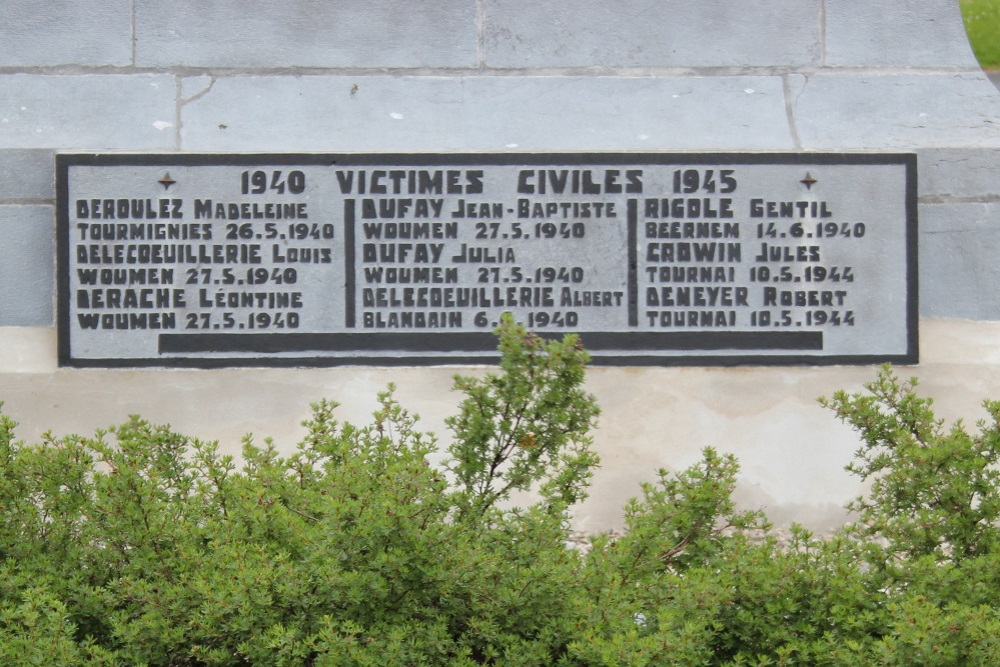 1940 VICTIMES CIVILES 1945
DEROULEZ MADELEINE
TOURMIGNIES 26.5.1940
DELECOEUILLERIE LOUIS
WOUMEN 27.5.1940
DERACHE LÉONTINE
WOUMEN 27.5.1940
DUFAY JEAN-BAPTISTE
WOUMEN 27.5.1940
DUFAY JULIA
WOUMEN 27.5.1940
DELECOEUILLERIE ALBERT
BLANDAIN 6. 1940
RIGOLE GENTIL
BEERNEM 14.6.1940
CROWIN JULES
TOURNAI 10.5.1944
DENEYER ROBERT
TOURNAI 10.5.1944